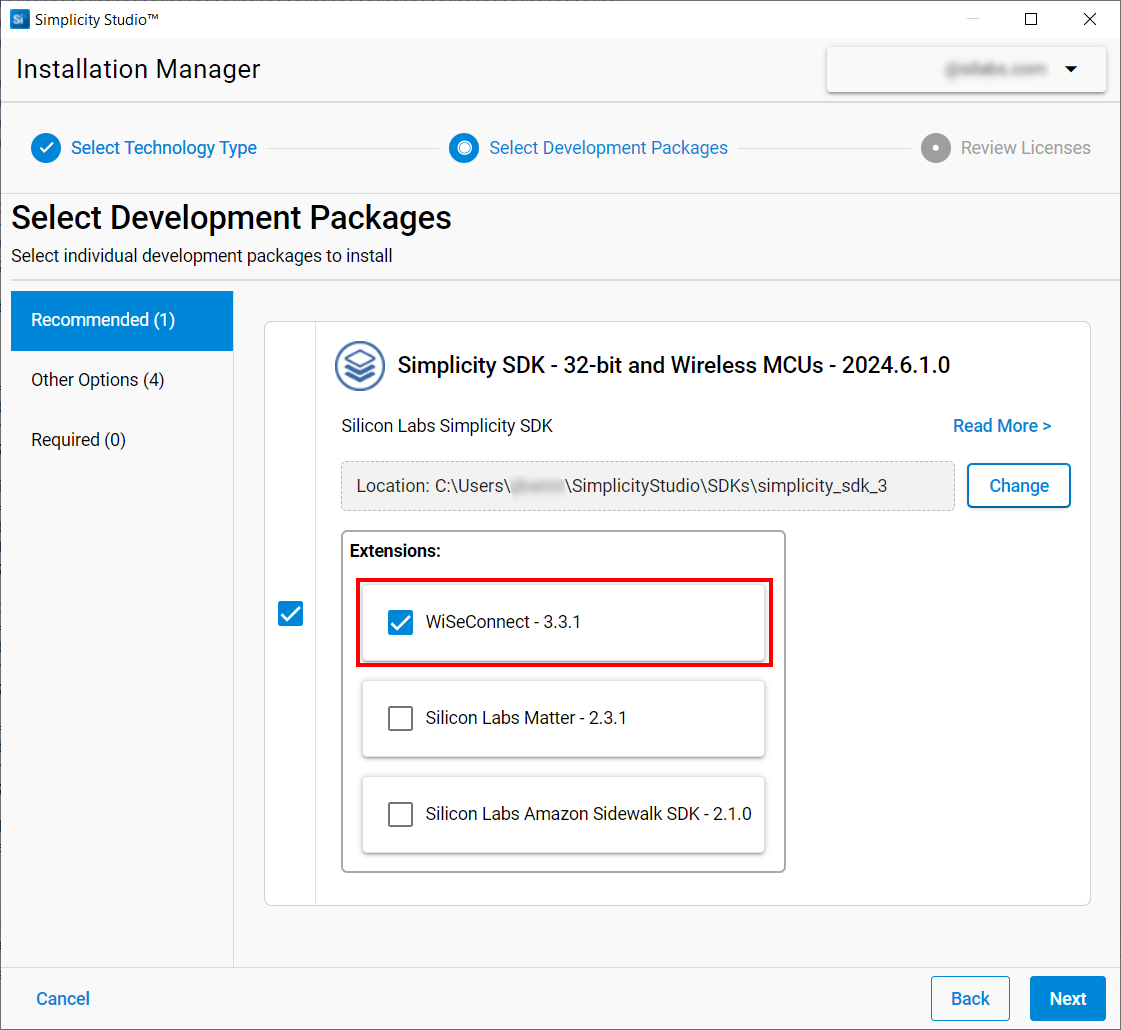 Si
Simplicity Studio™
Installation Manager
@silabs.com
Select Technology Type
Select Development Packages
Review Licenses
Select Development Packages
Select individual development packages to install
Recommended (1)
Other Options (4)
Required (0)
Simplicity SDK - 32-bit and Wireless MCUs - 2024.6.1.0
Silicon Labs Simplicity SDK
Read More >
Location: C:\Users\ \SimplicityStudio\SDKs\simplicity_sdk_3
Change
Extensions:
WiSeConnect - 3.3.1
Silicon Labs Matter - 2.3.1
Silicon Labs Amazon Sidewalk SDK - 2.1.0
Cancel
Back
Next